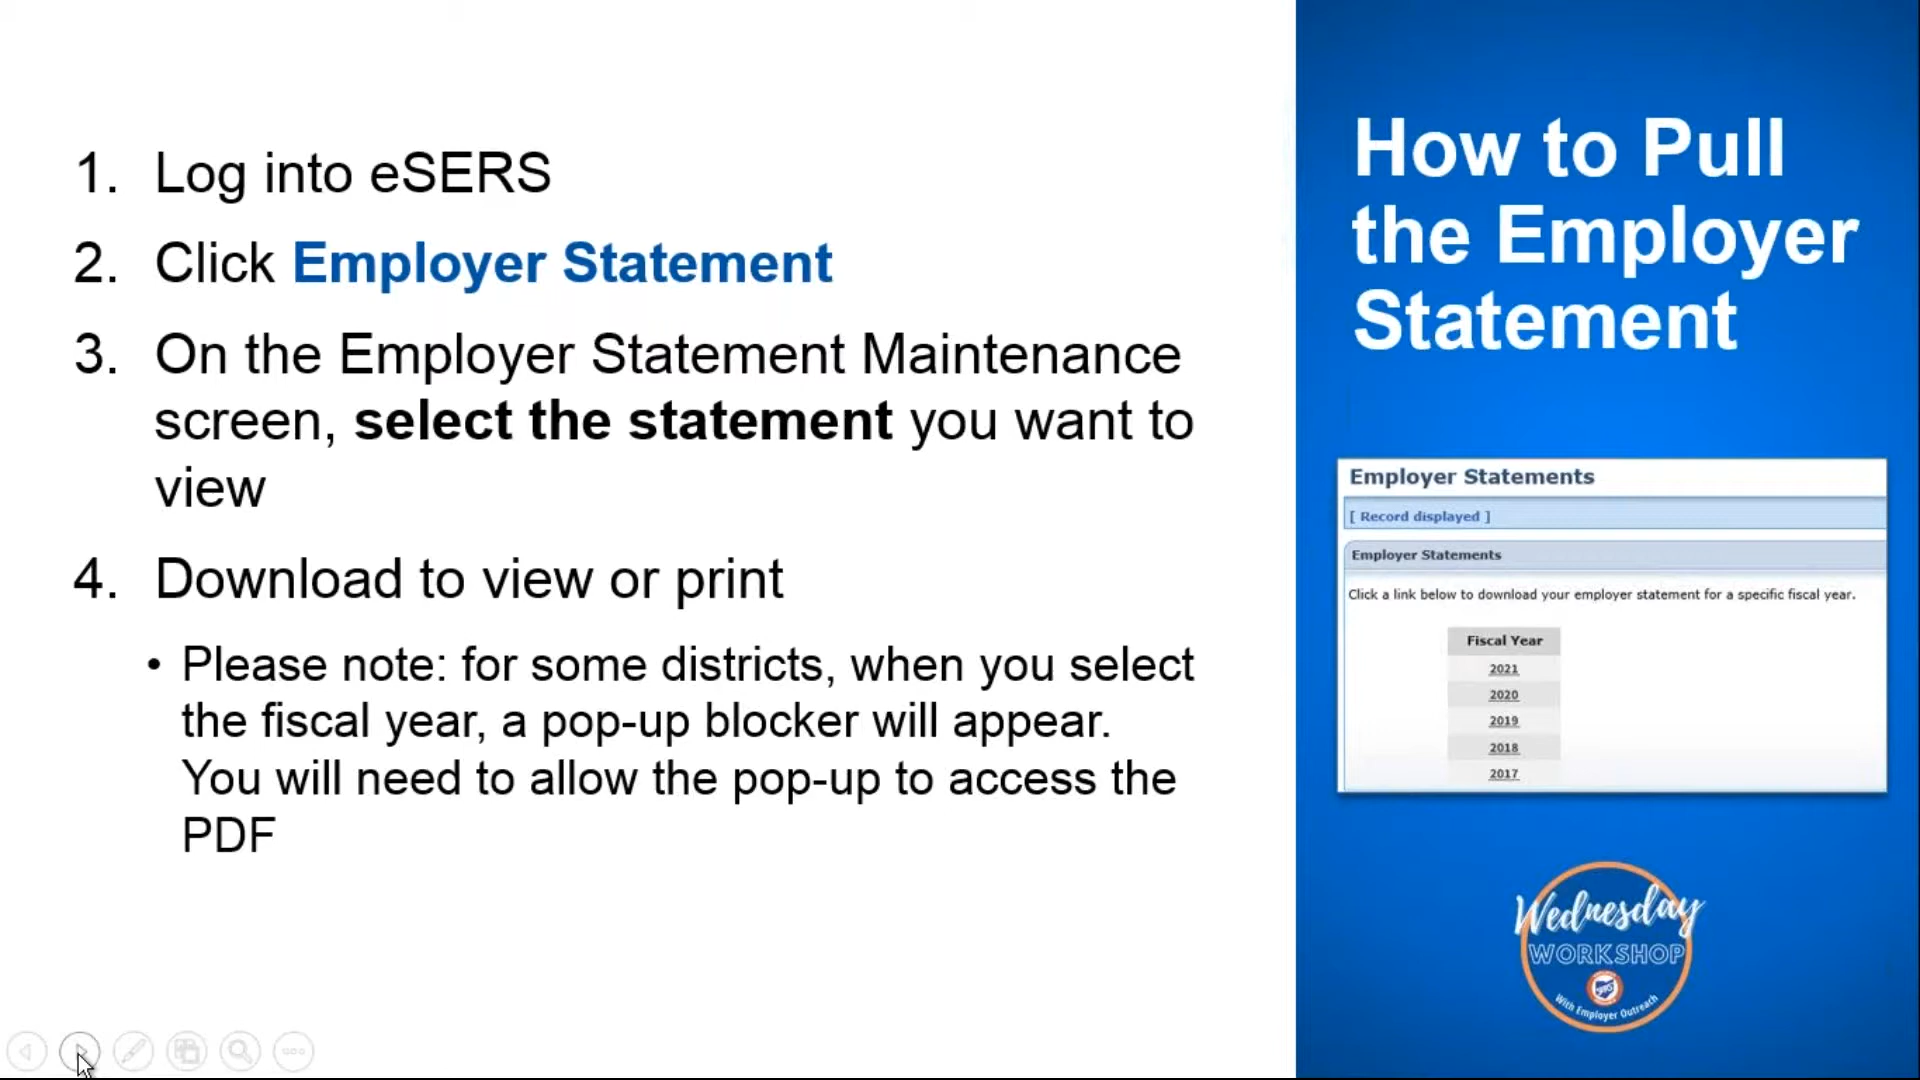 1. Log into eSERS
2. Click Employer Statement
3. On the Employer Statement Maintenance
screen, select the statement you want to
view
4. Download to view or print
• Please note: for some districts, when you select
the fiscal year, a pop-up blocker will appear.
You will need to allow the pop-up to access the
PDF
How to Pull
the Employer
Statement
Employer Statements
[ Record displayed ]
Employer Statements
Click a link below to download your employer statement for a specific fiscal year.
Fiscal Year
2021
2020
2019
2018
2017
Wednesday
WORKSHOP
With Employer Outreach